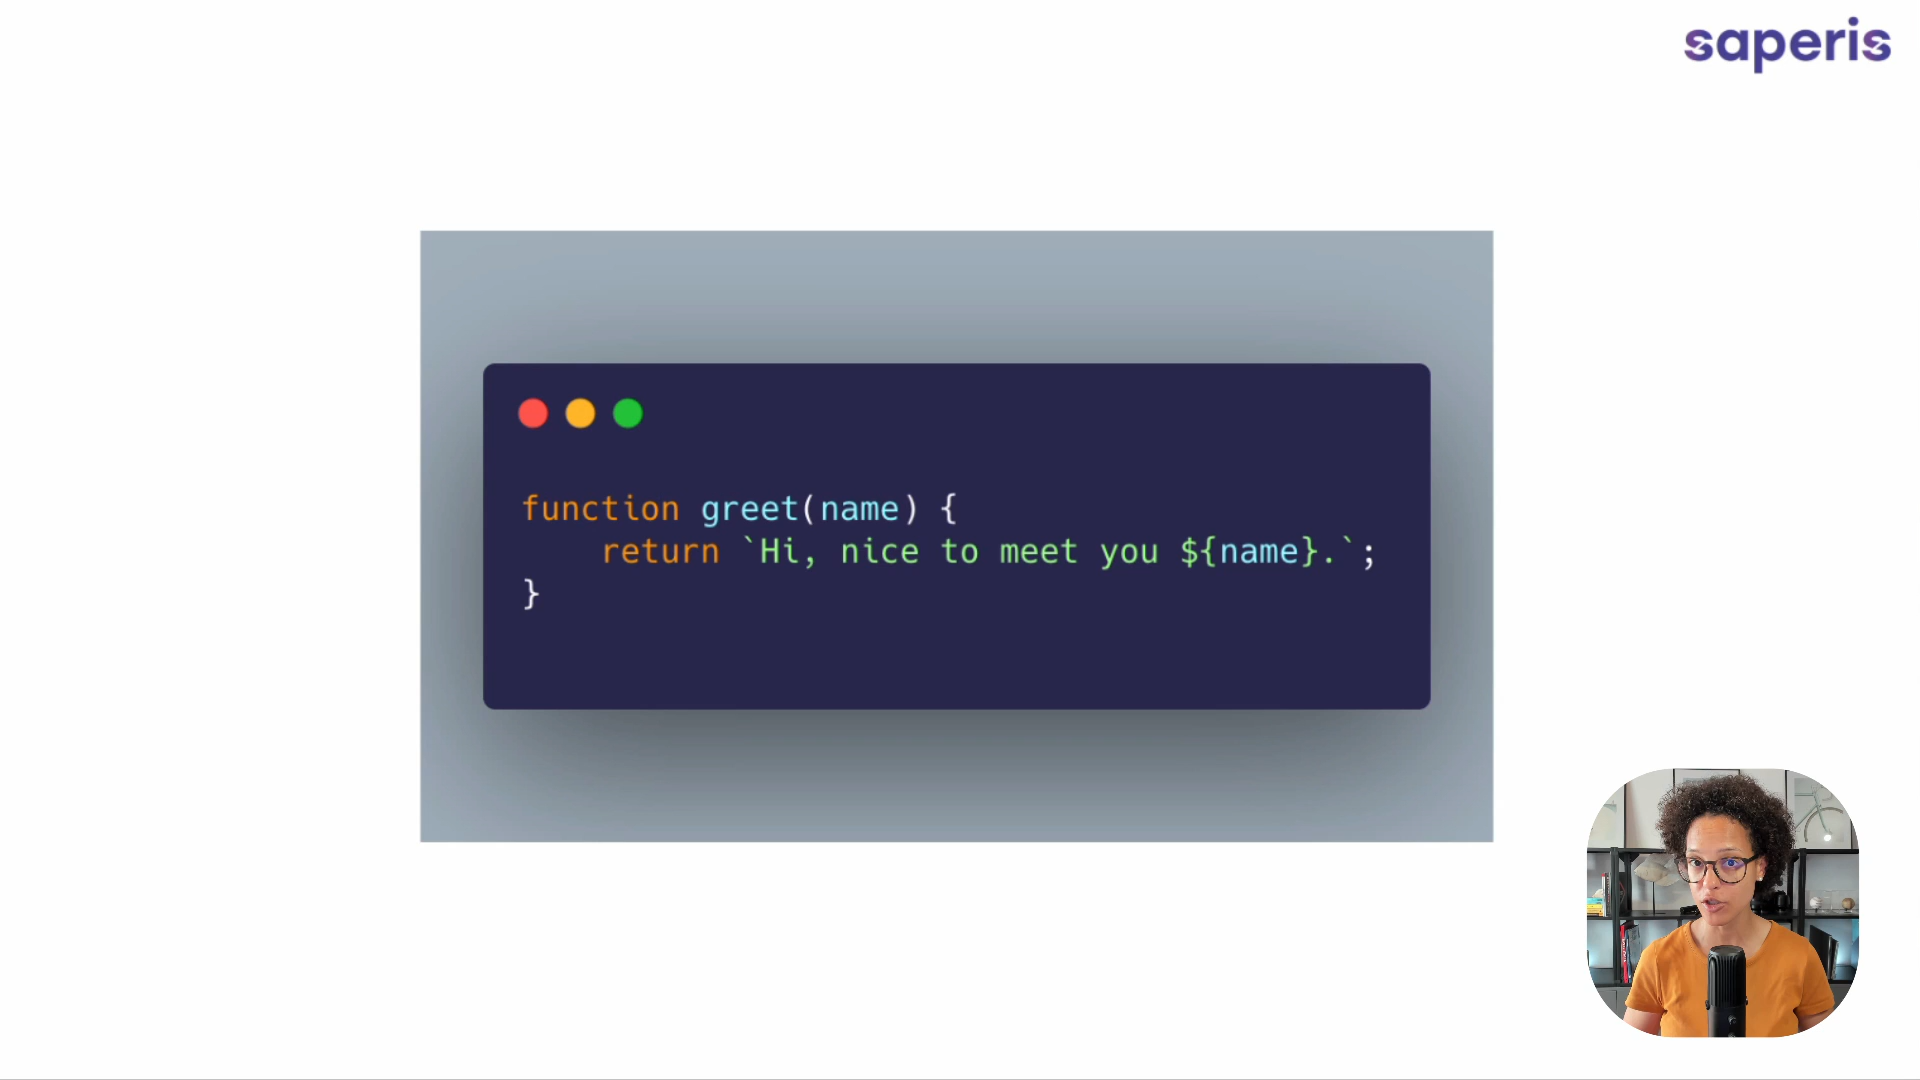 saperis
function greet(name) {
    return `Hi, nice to meet you ${name}.`;
}